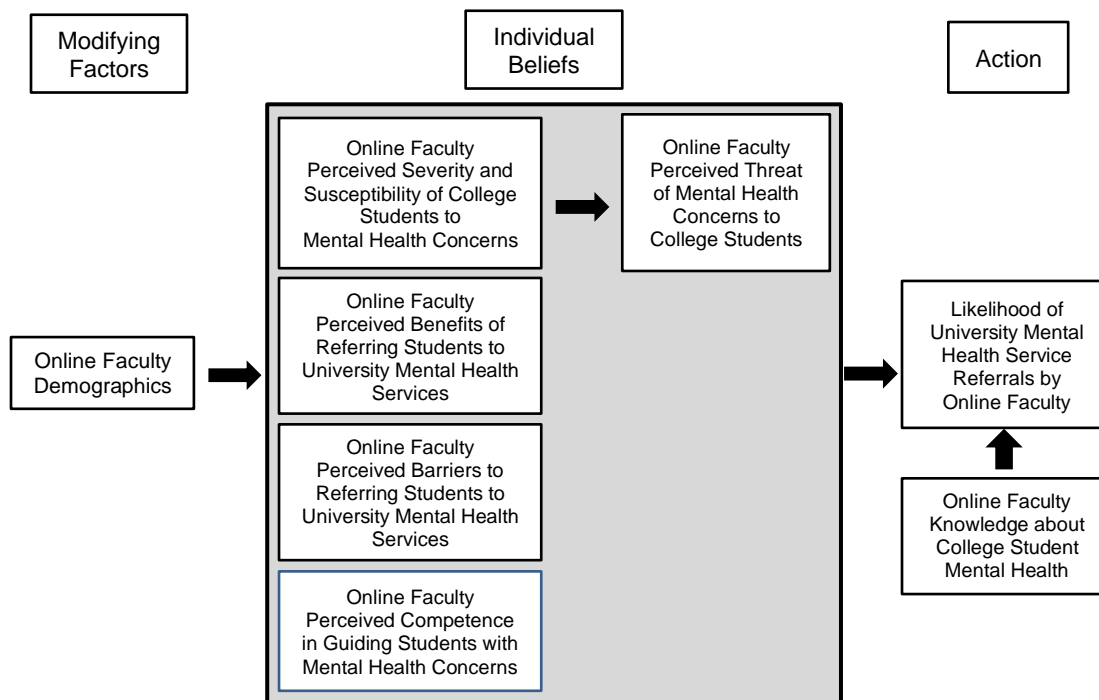 Modifying
Factors
Individual
Beliefs
Action
Online Faculty
Demographics
Online Faculty
Perceived Severity and
Susceptibility of College
Students to
Mental Health Concerns
Online Faculty
Perceived Threat
of Mental Health
Concerns to
College Students
Online Faculty
Perceived Benefits of
Referring Students to
University Mental Health
Services
Online Faculty
Perceived Barriers to
Referring Students to
University Mental Health
Services
Online Faculty
Perceived Competence
in Guiding Students with
Mental Health Concerns
Likelihood of
University Mental
Health Service
Referrals by
Online Faculty
Online Faculty
Knowledge about
College Student
Mental Health